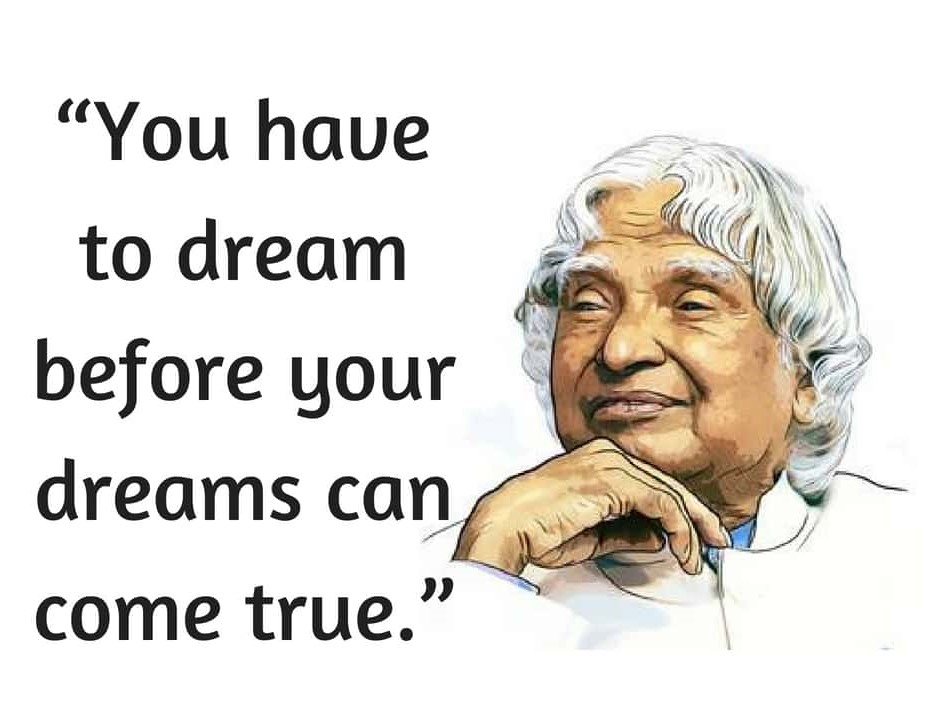 “You have
to dream
before your
dreams can
come true.”